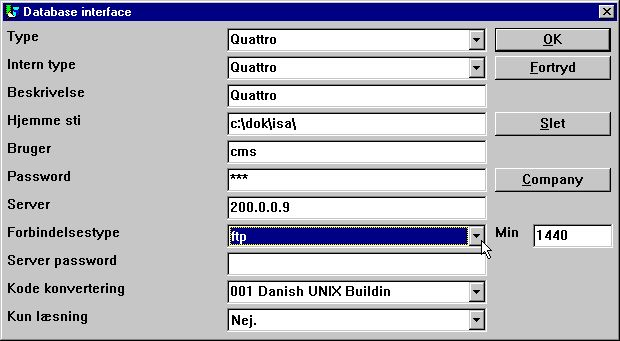 Database interface
Type Quattro OK
Intern type Quattro Fortryd
Beskrivelse Quattro
Hjemme sti c:\dok\isa\ Slet
Bruger cms
Password *** Company
Server 200.0.0.9
Forbindelsestype ftp Min 1440
Server password
Kode konvertering 001 Danish UNIX Buildin
Kun læsning Nej.